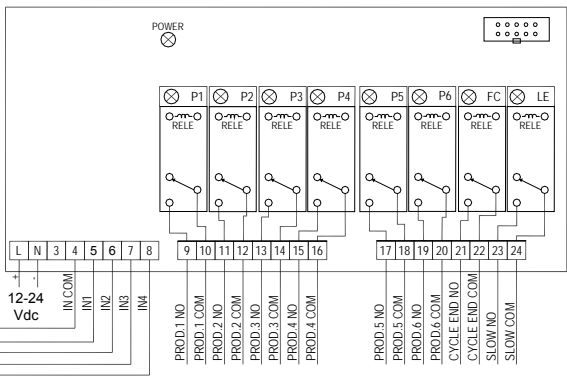 POWER
P1 P2 P3 P4 P5 P6 FC LE
RELE RELE RELE RELE RELE RELE RELE RELE
L N 3 4 5 6 7 8 9 10 11 12 13 14 15 16 17 18 19 20 21 22 23 24
+ -
12-24
Vdc
IN COM
IN1
IN2
IN3
IN4
PROD.1 NO
PROD.1 COM
PROD.2 NO
PROD.2 COM
PROD.3 NO
PROD.3 COM
PROD.4 NO
PROD.4 COM
PROD.5 NO
PROD.5 COM
PROD.6 NO
PROD.6 COM
CYCLE END NO
CYCLE END COM
SLOW NO
SLOW COM